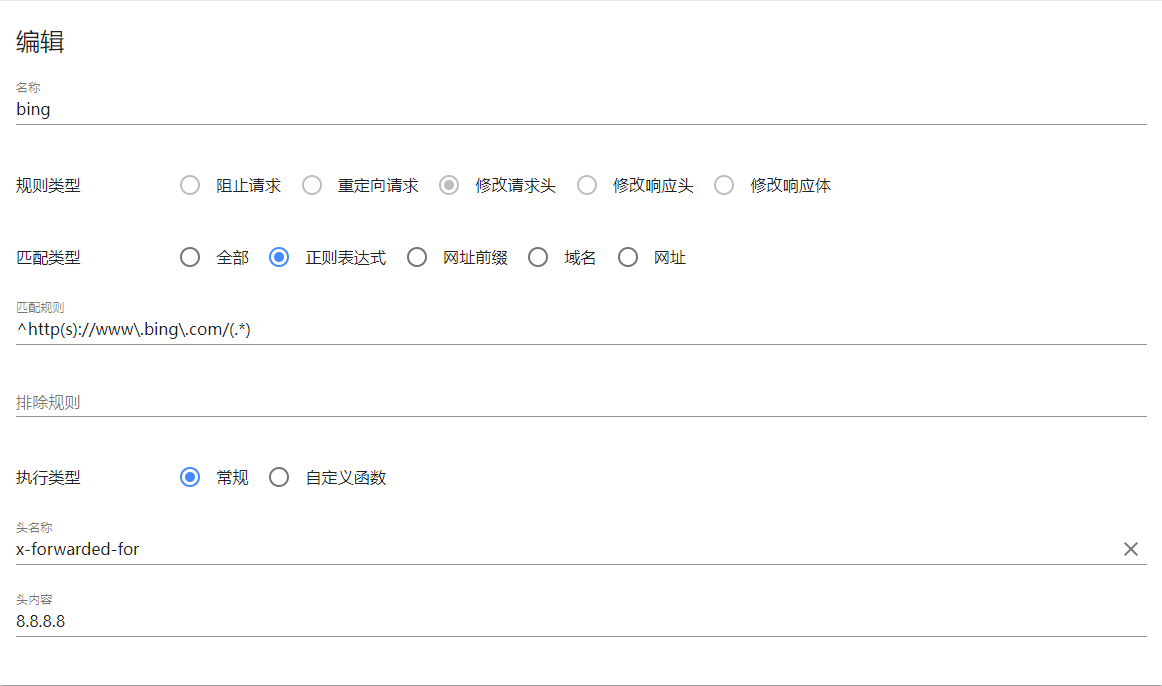 编辑
名称
bing
规则类型 阻止请求 重定向请求 修改请求头 修改响应头 修改响应体
匹配类型 全部 正则表达式 网址前缀 域名 网址
匹配规则
^http(s)://www\.bing\.com/(.*)
排除规则
执行类型 常规 自定义函数
头名称
x-forwarded-for
头内容
8.8.8.8